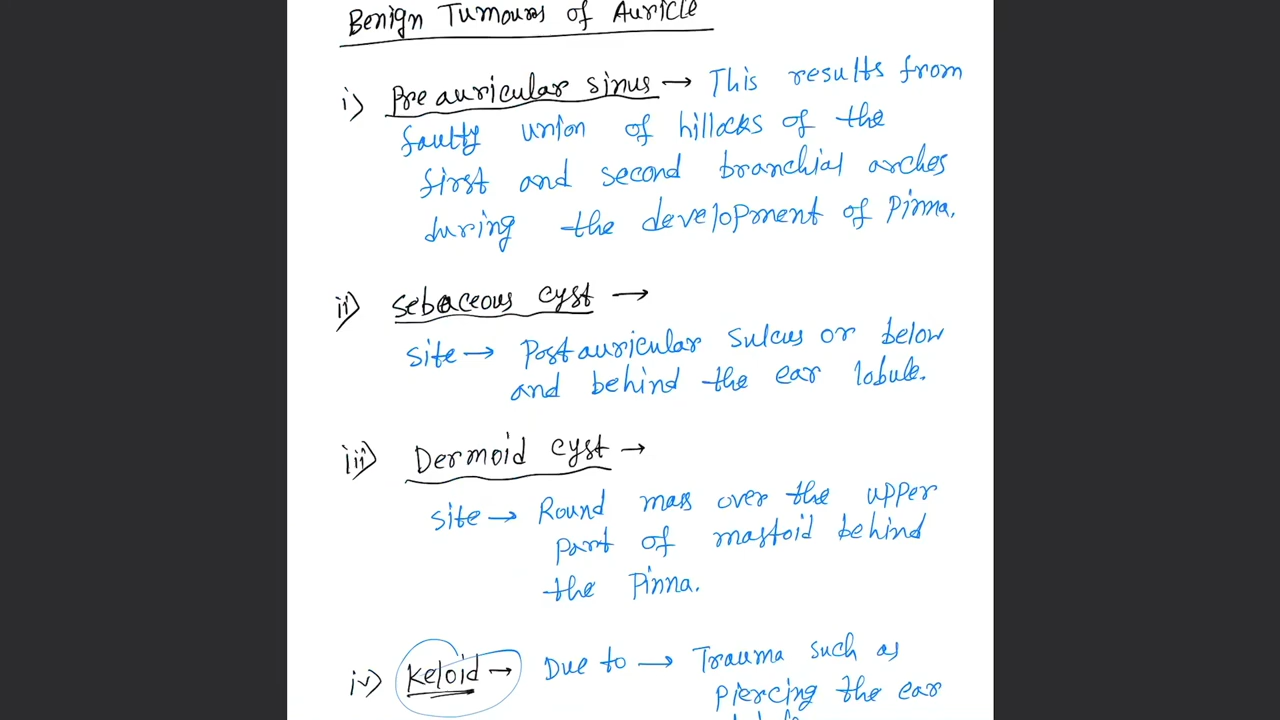 Benign Tumours of Auricle
i) Preauricular sinus → This results from
faulty union of hillocks of the
first and second branchial arches
during the development of Pinna.
ii) Sebaceous cyst →
site → Postauricular sulcus or below
and behind the ear lobule.
iii) Dermoid cyst →
site → Round mass over the upper
part of mastoid behind
the Pinna.
iv) Keloid → Due to → Trauma such as
piercing the ear